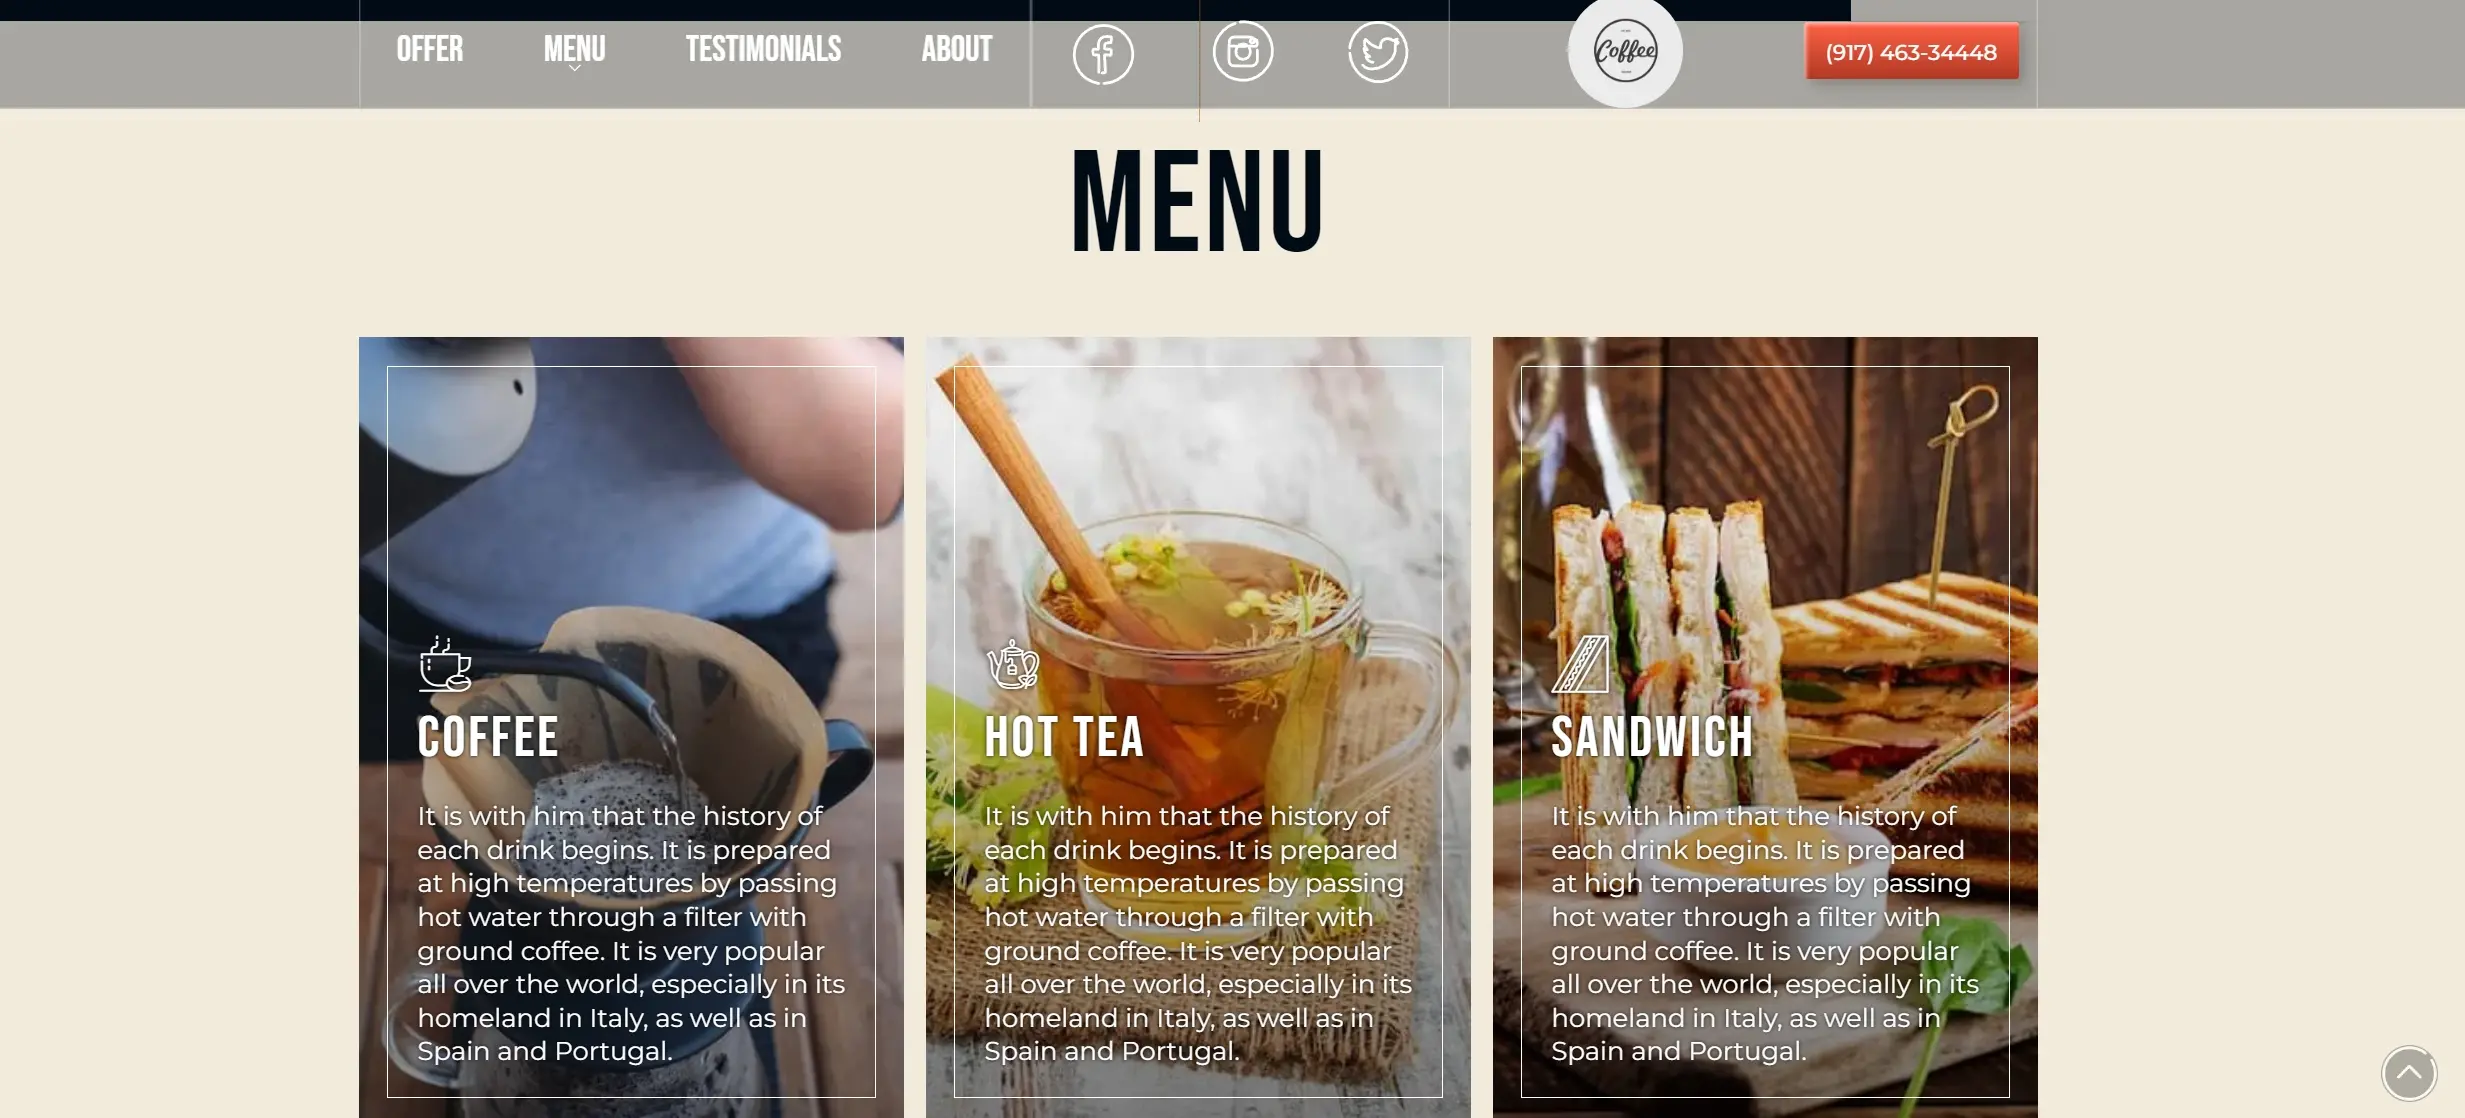 OFFER
MENU
TESTIMONIALS
ABOUT
Coffee
(917) 463-34448
MENU
COFFEE
It is with him that the history of
each drink begins. It is prepared
at high temperatures by passing
hot water through a filter with
ground coffee. It is very popular
all over the world, especially in its
homeland in Italy, as well as in
Spain and Portugal.
HOT TEA
It is with him that the history of
each drink begins. It is prepared
at high temperatures by passing
hot water through a filter with
ground coffee. It is very popular
all over the world, especially in its
homeland in Italy, as well as in
Spain and Portugal.
SANDWICH
It is with him that the history of
each drink begins. It is prepared
at high temperatures by passing
hot water through a filter with
ground coffee. It is very popular
all over the world, especially in its
homeland in Italy, as well as in
Spain and Portugal.